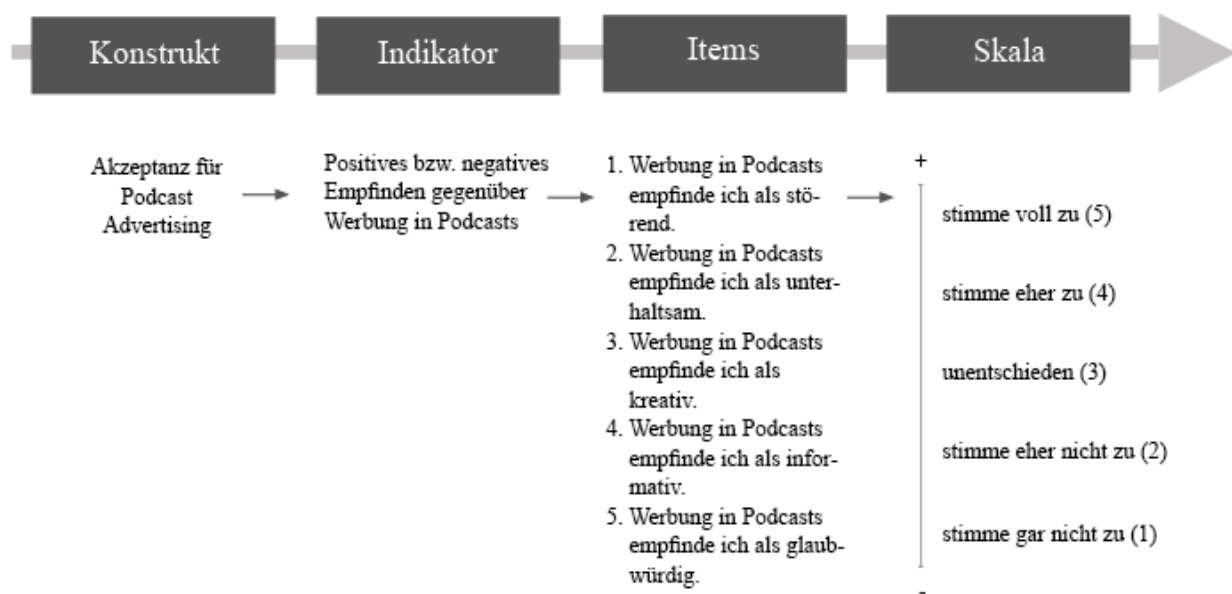 Konstrukt
Indikator
Items
Skala
Akzeptanz für
Podcast
Advertising
Positives bzw. negatives
Empfinden gegenüber
Werbung in Podcasts
1. Werbung in Podcasts
empfinde ich als stö-
rend.
2. Werbung in Podcasts
empfinde ich als unter-
haltsam.
3. Werbung in Podcasts
empfinde ich als
kreativ.
4. Werbung in Podcasts
empfinde ich als infor-
mativ.
5. Werbung in Podcasts
empfinde ich als glaub-
würdig.
+
stimme voll zu (5)
stimme eher zu (4)
unentschieden (3)
stimme eher nicht zu (2)
stimme gar nicht zu (1)
-